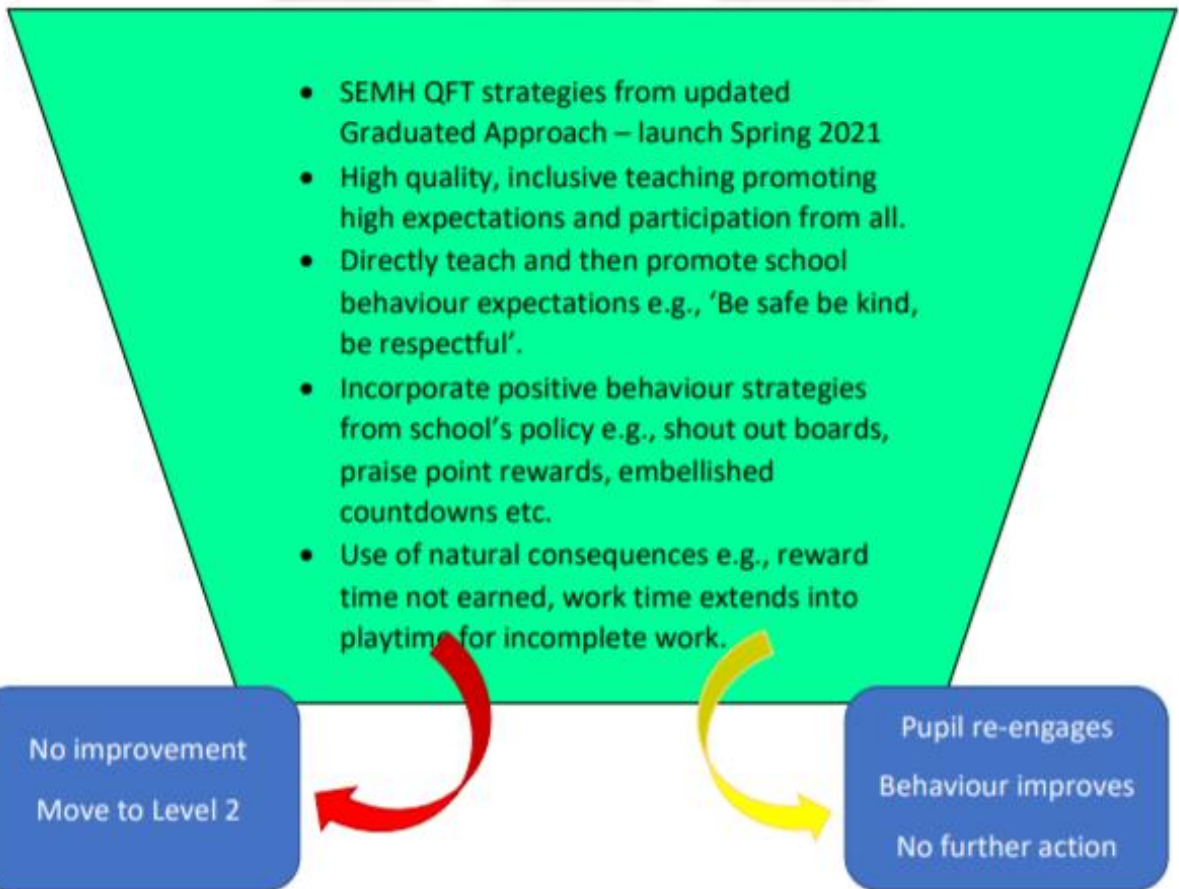 • SEMH QFT strategies from updated
Graduated Approach – launch Spring 2021
• High quality, inclusive teaching promoting
high expectations and participation from all.
• Directly teach and then promote school
behaviour expectations e.g., ‘Be safe be kind,
be respectful’.
• Incorporate positive behaviour strategies
from school’s policy e.g., shout out boards,
praise point rewards, embellished
countdowns etc.
• Use of natural consequences e.g., reward
time not earned, work time extends into
playtime for incomplete work.
No improvement
Move to Level 2
Pupil re-engages
Behaviour improves
No further action